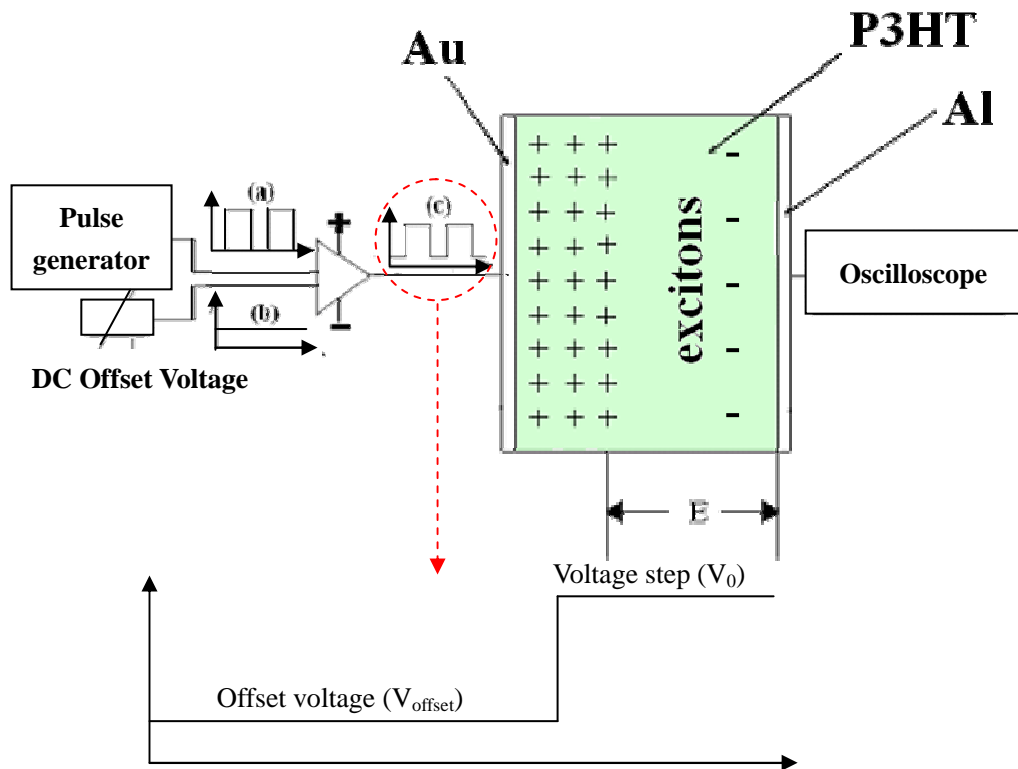 P3HT
Au
Al
Pulse
generator
(a)
(c)
(b)
DC Offset Voltage
+
-
+ + +
+ + +
+ + +
+ + +
+ + +
+ + +
+ + +
+ + +
+ + +
-
-
-
-
-
excitons
Oscilloscope
E
Voltage step (V₀)
Offset voltage (Voffset)